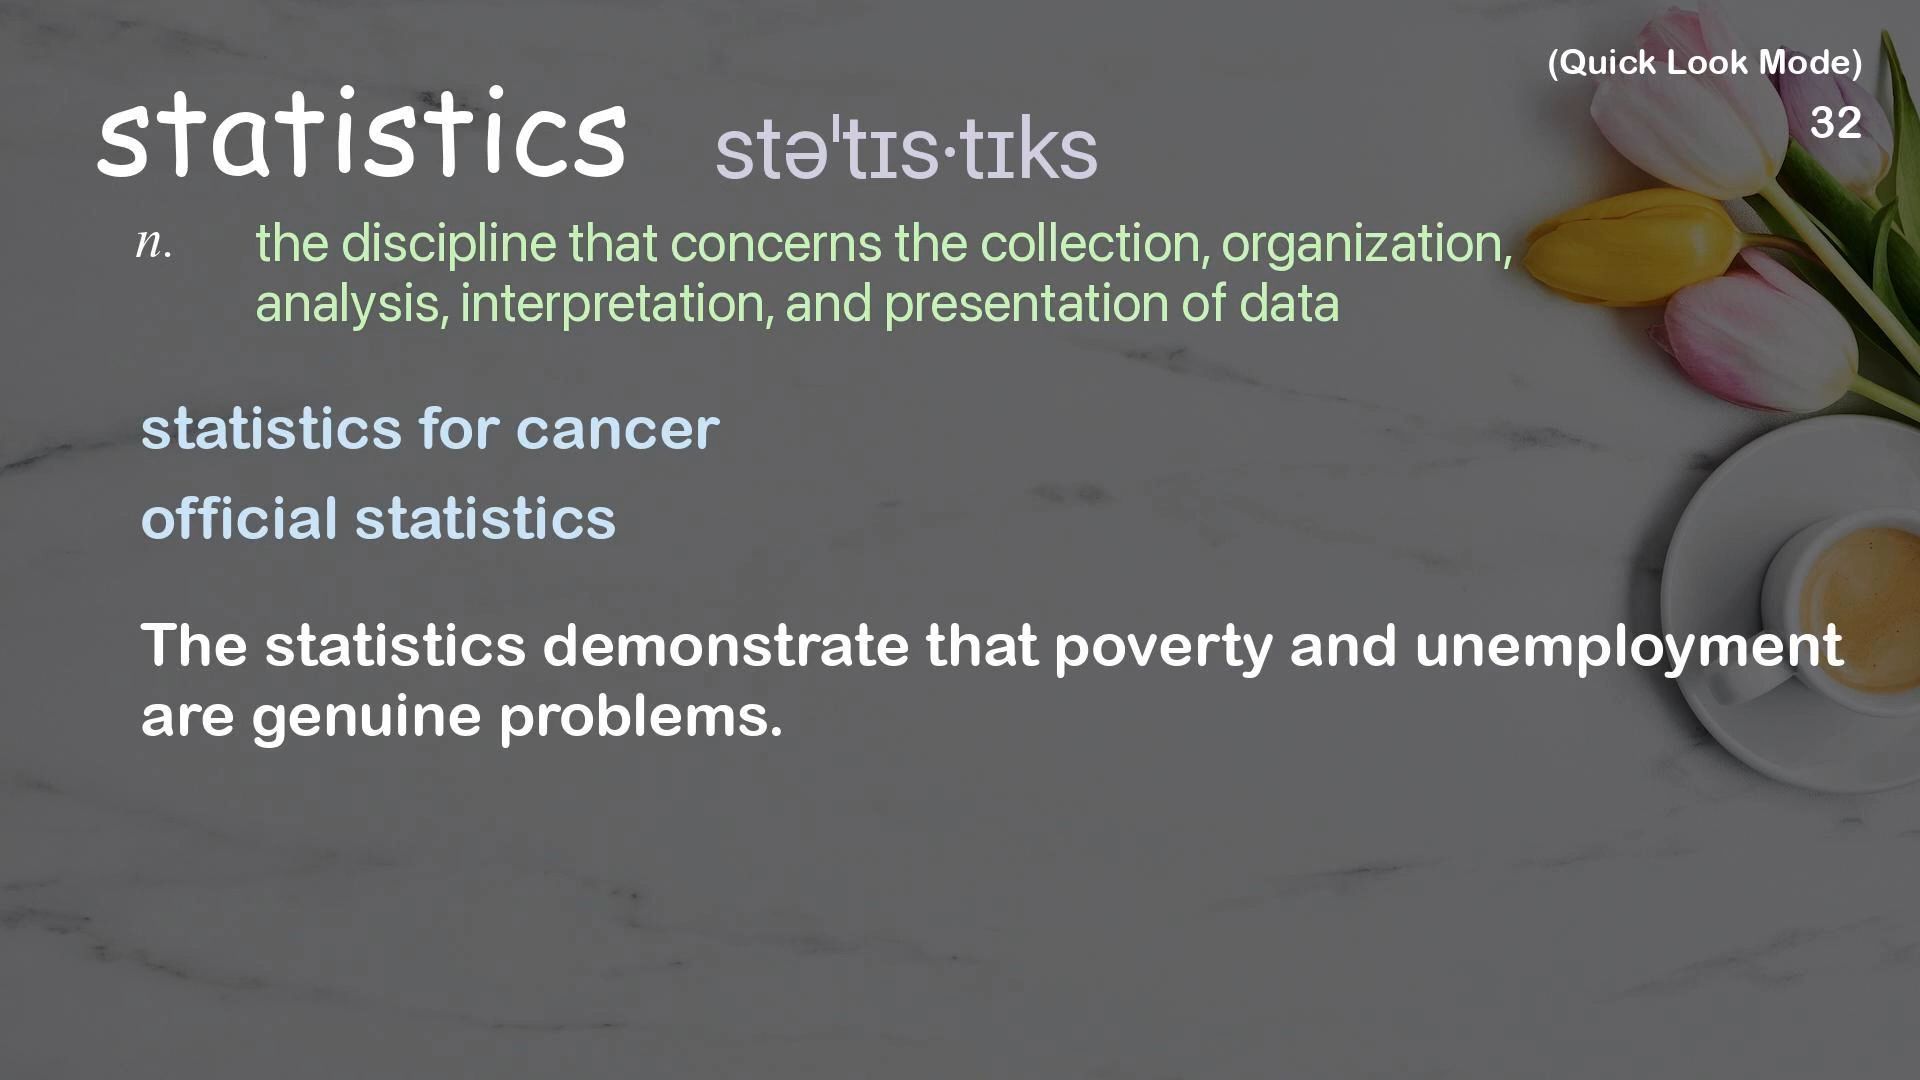 (Quick Look Mode)
32
statistics stəˈtɪs·tɪks
n. the discipline that concerns the collection, organization,
analysis, interpretation, and presentation of data
statistics for cancer
official statistics
The statistics demonstrate that poverty and unemployment
are genuine problems.